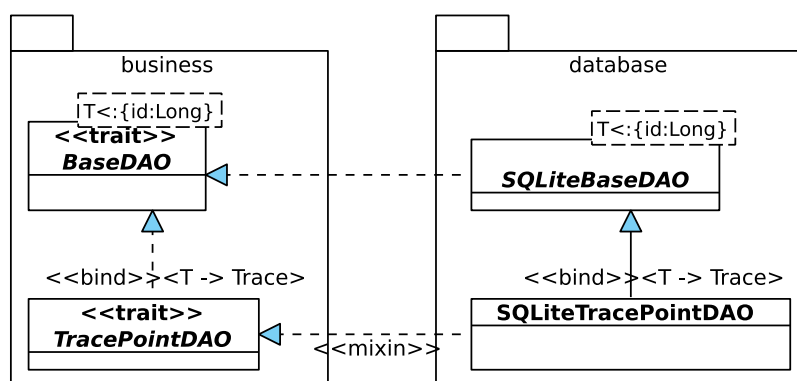 business
T<:{id:Long}
<<trait>>
BaseDAO
<<bind>><T -> Trace>
<<trait>>
TracePointDAO
<<mixin>>
database
T<:{id:Long}
SQLiteBaseDAO
<<bind>><T -> Trace>
SQLiteTracePointDAO